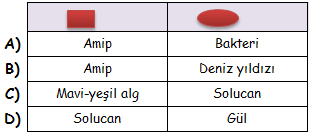 A) Amip Bakteri
B) Amip Deniz yıldızı
C) Mavi-yeşil alg Solucan
D) Solucan Gül